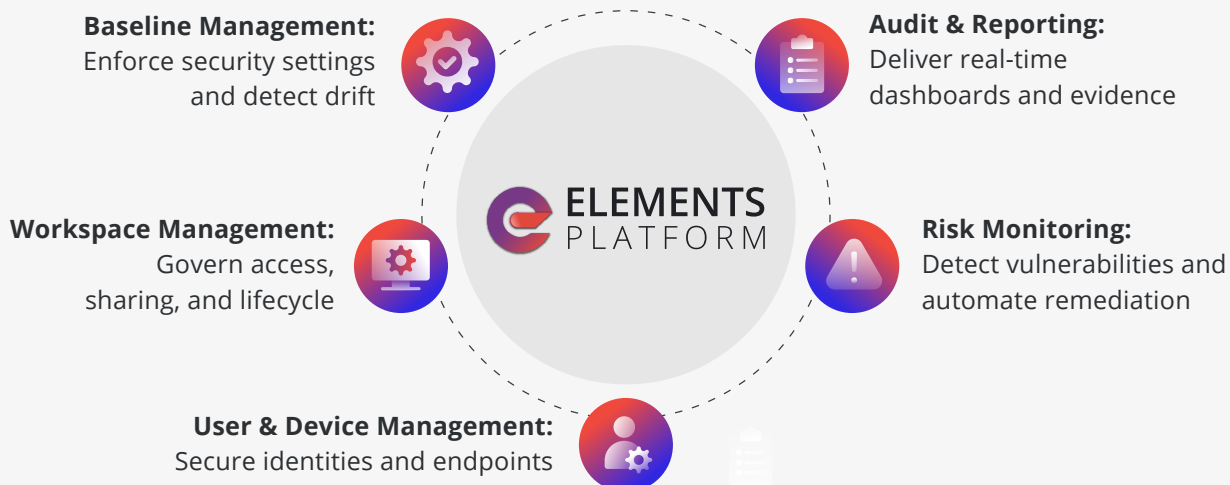 Baseline Management:
Enforce security settings
and detect drift
Audit & Reporting:
Deliver real-time
dashboards and evidence
ELEMENTS
PLATFORM
Workspace Management:
Govern access,
sharing, and lifecycle
Risk Monitoring:
Detect vulnerabilities and
automate remediation
User & Device Management:
Secure identities and endpoints